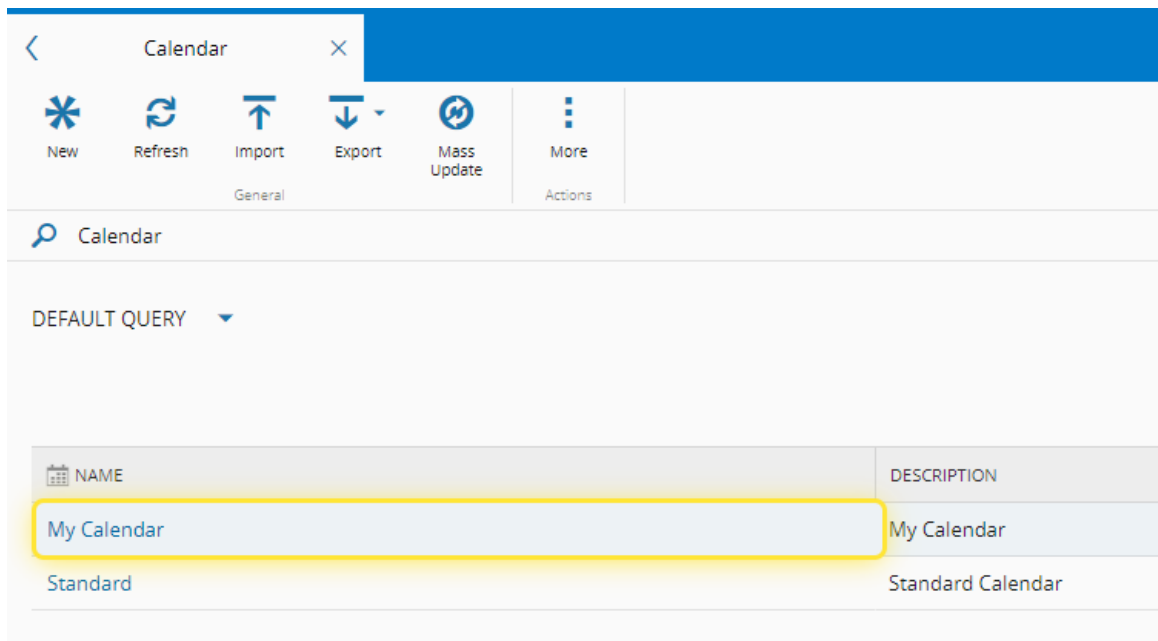 Calendar
New
Refresh
Import
Export
Mass
Update
More
General
Actions
Calendar
DEFAULT QUERY
NAME
DESCRIPTION
My Calendar
My Calendar
Standard
Standard Calendar